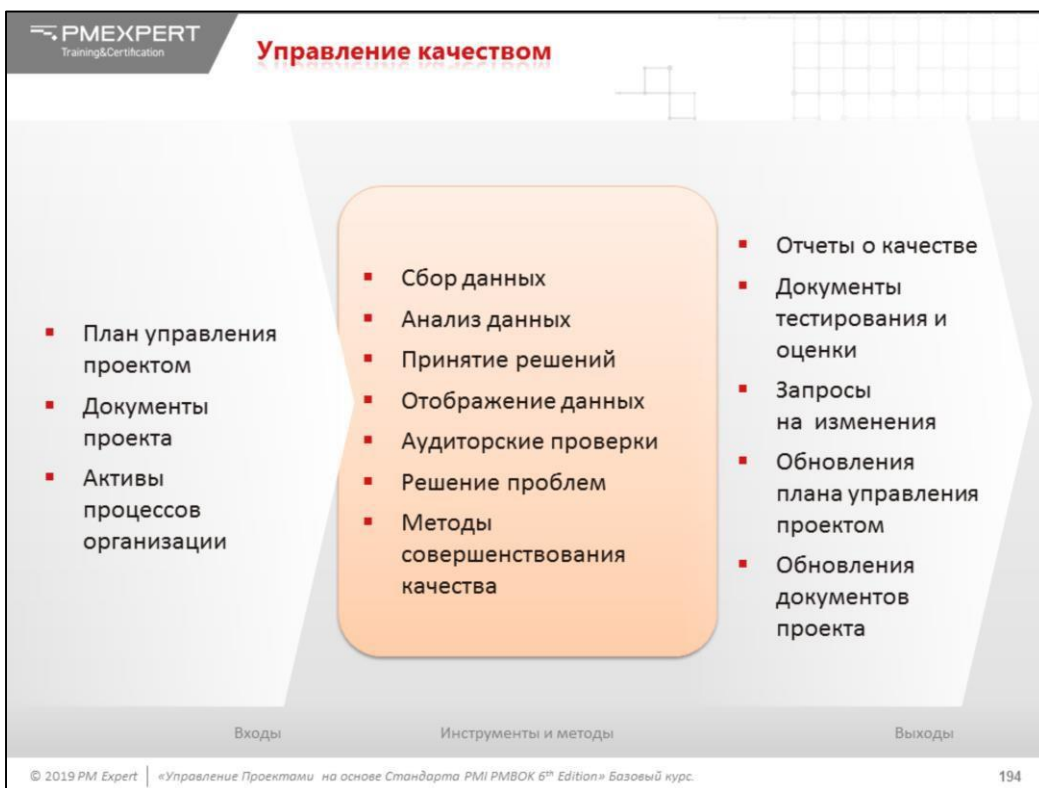 PMEXPERT
Training&Certification
Управление качеством
План управления
проектом
Документы
проекта
Активы
процессов
организации
Сбор данных
Анализ данных
Принятие решений
Отображение данных
Аудиторские проверки
Решение проблем
Методы
совершенствования
качества
Отчеты о качестве
Документы
тестирования и
оценки
Запросы
на изменения
Обновления
плана управления
проектом
Обновления
документов
проекта
Входы
Инструменты и методы
Выходы
© 2019 PM Expert | «Управление Проектами на основе Стандарта PMI PMBOK 6th Edition» Базовый курс.
194